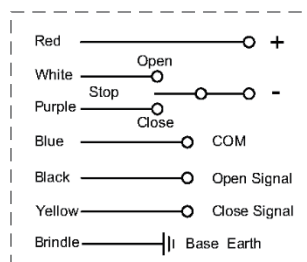 Red +
Open
White
Stop -
Purple
Close
Blue COM
Black Open Signal
Yellow Close Signal
Brindle Base Earth